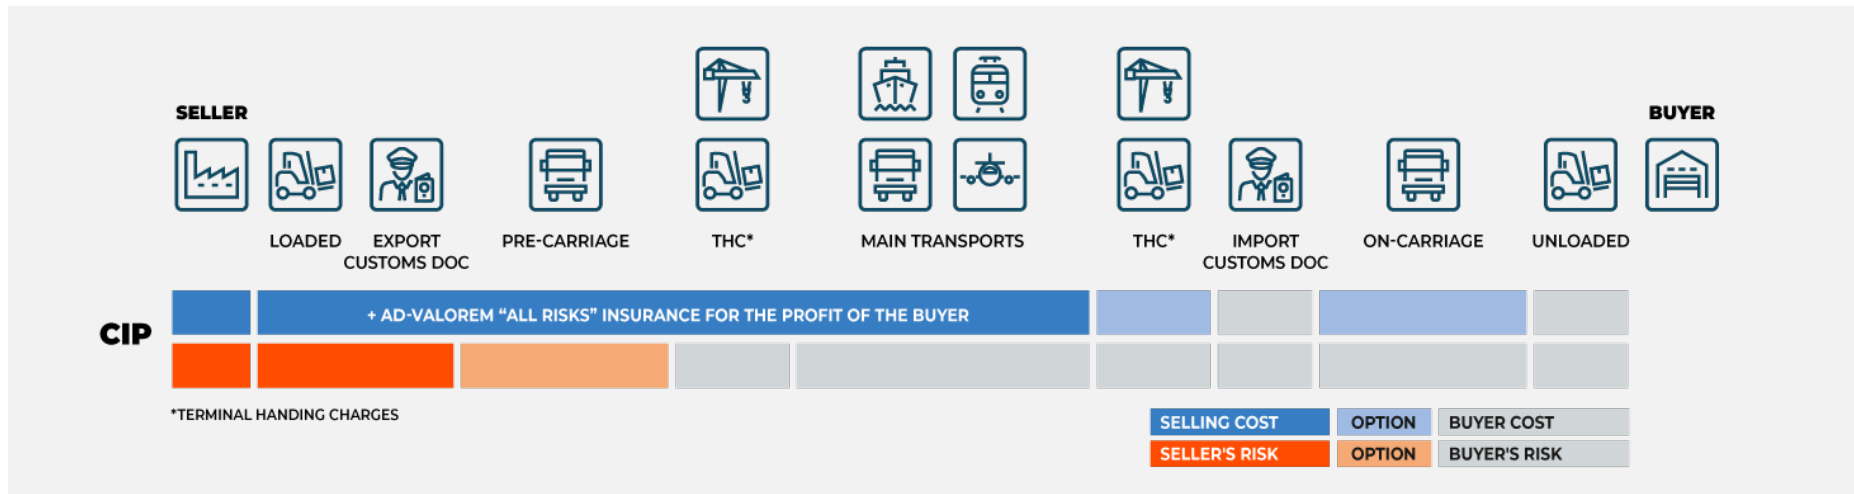 SELLER
BUYER
LOADED
EXPORT
CUSTOMS DOC
PRE-CARRIAGE
THC*
MAIN TRANSPORTS
THC*
IMPORT
CUSTOMS DOC
ON-CARRIAGE
UNLOADED
CIP
+ AD-VALOREM “ALL RISKS” INSURANCE FOR THE PROFIT OF THE BUYER
*TERMINAL HANDING CHARGES
SELLING COST
OPTION
BUYER COST
SELLER'S RISK
OPTION
BUYER'S RISK